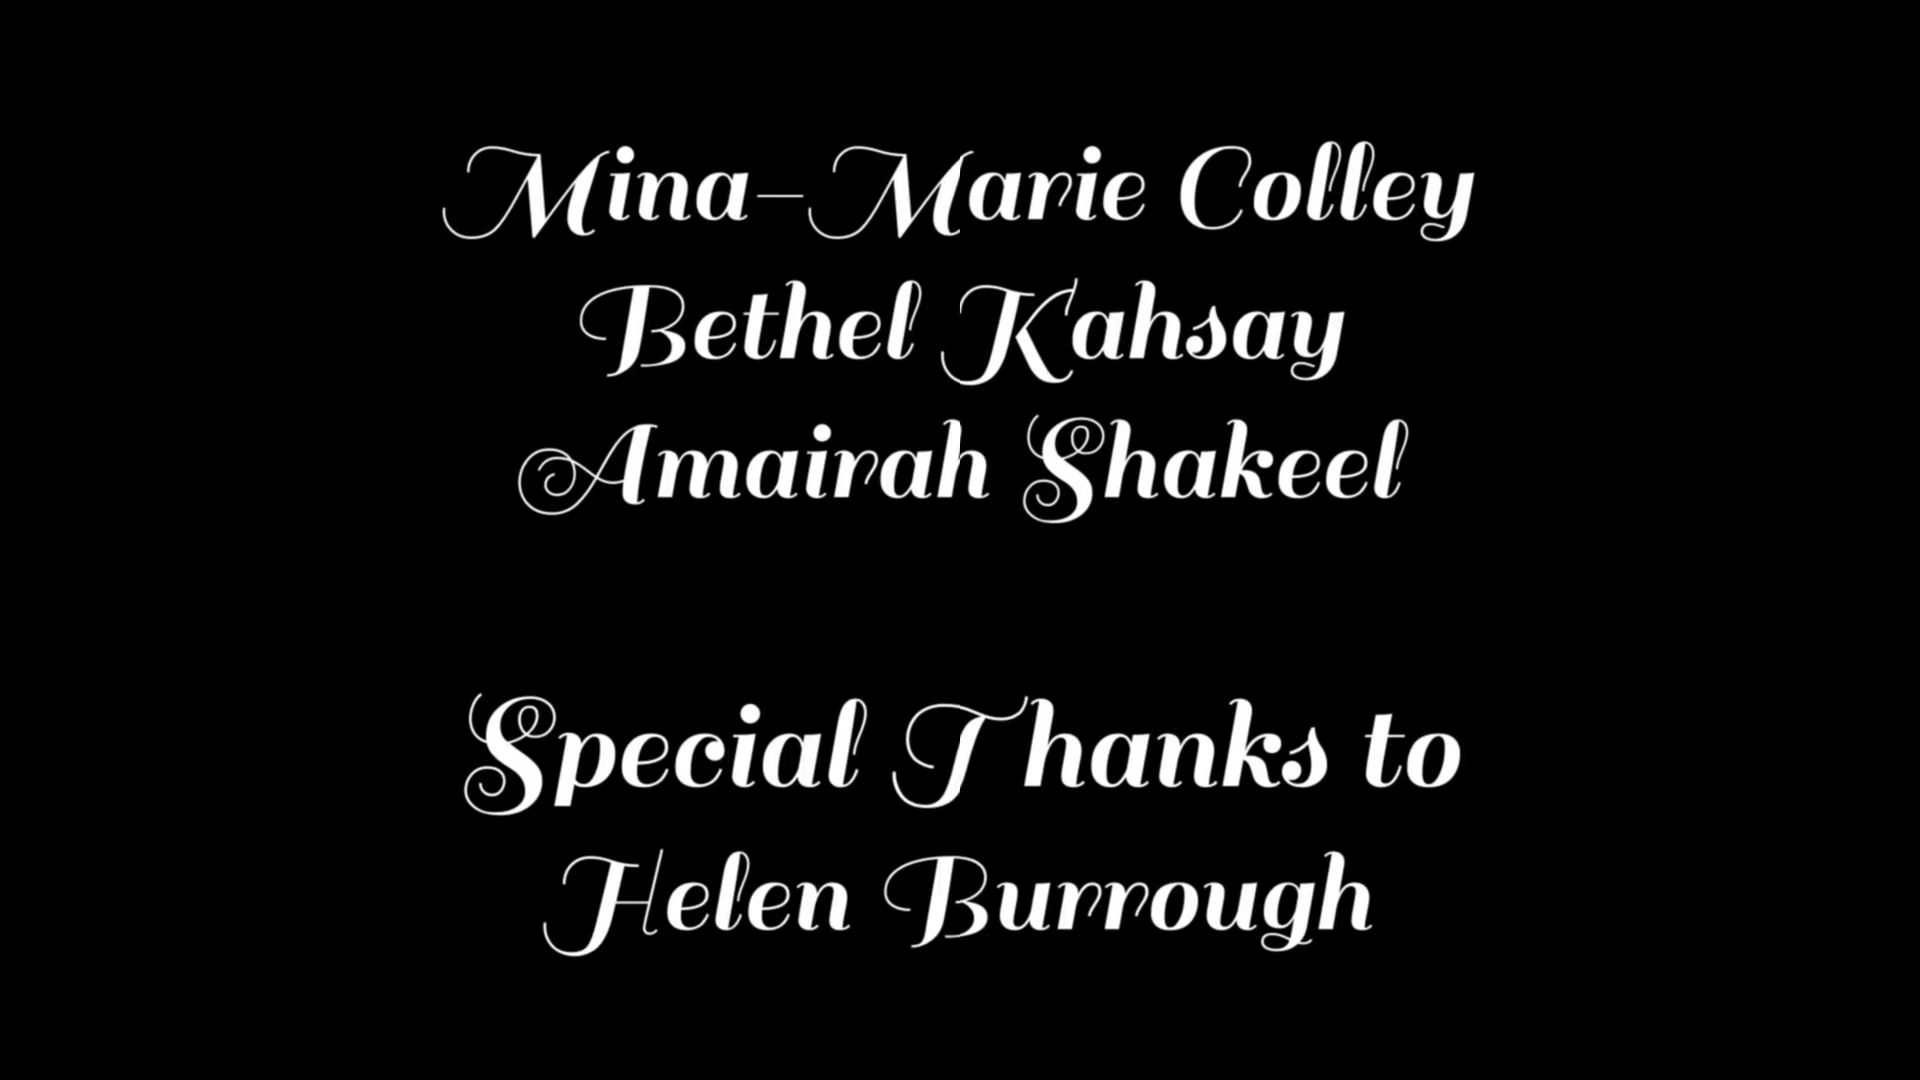 Mina-Marie Colley
Bethel Kahsay
Amairah Shakeel
Special Thanks to
Helen Burrough